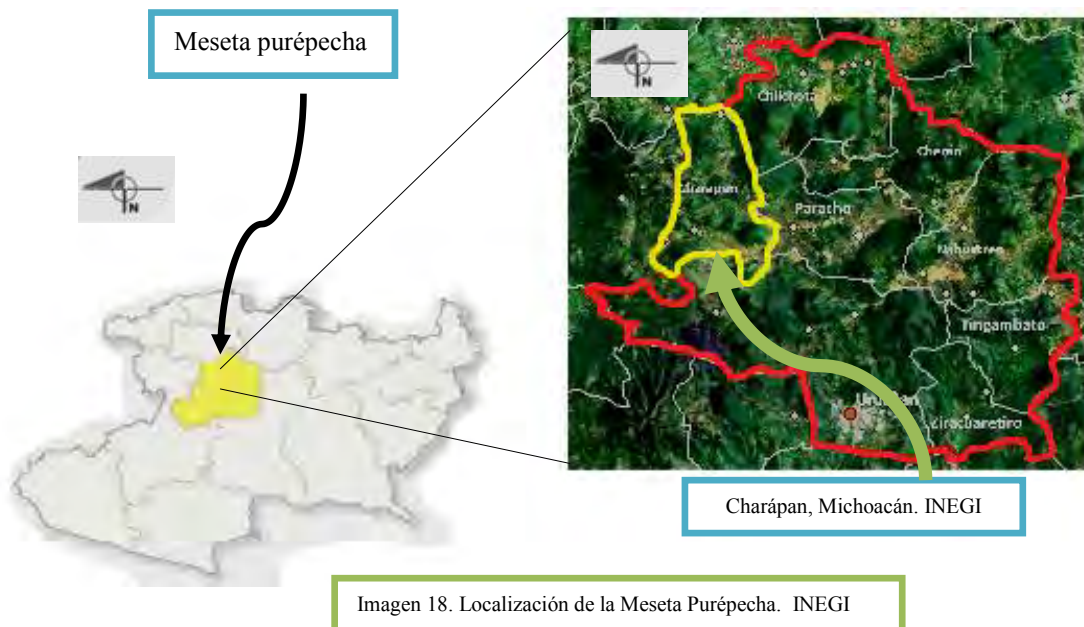 Meseta purépecha
N
N
Chilchota
Cheran
Charapan
Paracho
Nahuatzen
Tingambato
Uruapan
Ziracuaretiro
Charápan, Michoacán. INEGI
Imagen 18. Localización de la Meseta Purépecha. INEGI